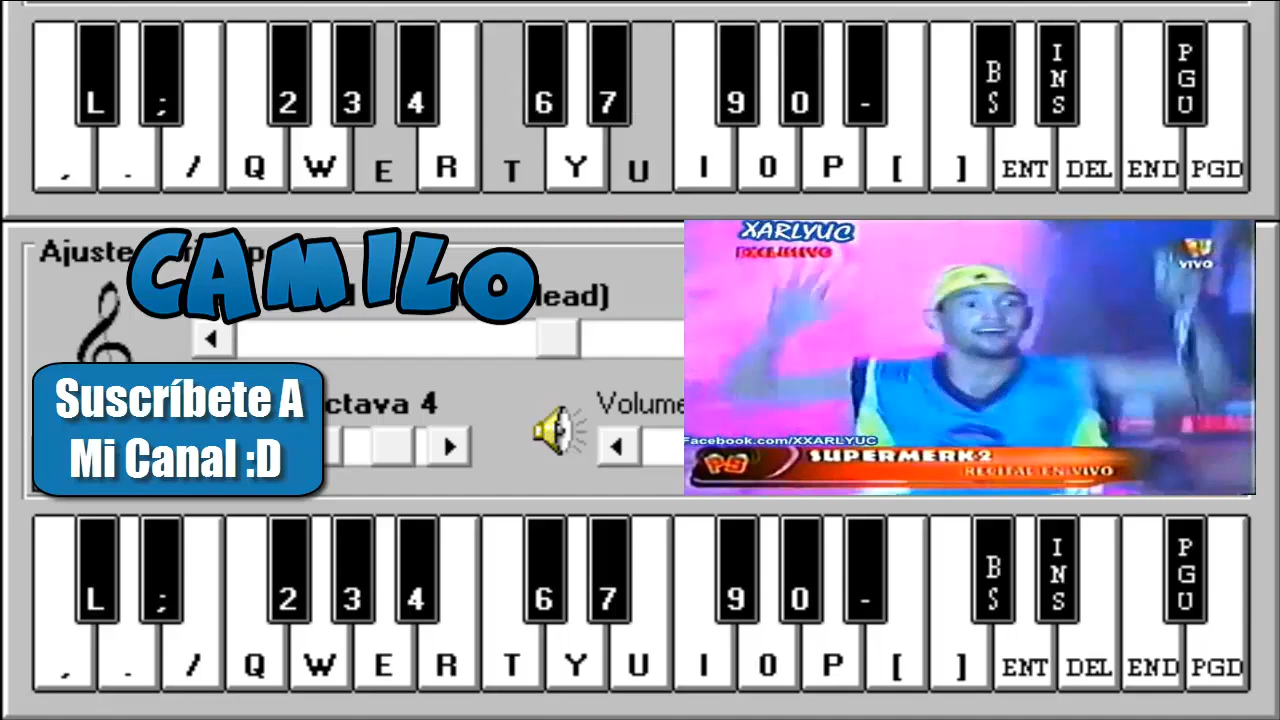 L ; 2 3 4 6 7 9 0 - BS INS PGU
, . / Q W E R T Y U I O P [ ] ENT DEL END PGD
CAMILO
Ajuste
lead)
Suscríbete A
Mi Canal :D
ctava 4
Volume
XARLYUC
EXCLUSIVO
VIVO
Facebook.com/XXARLYUC
PS
SUPERMERK2
RECITAL EN VIVO
L ; 2 3 4 6 7 9 0 - BS INS PGU
, . / Q W E R T Y U I O P [ ] ENT DEL END PGD